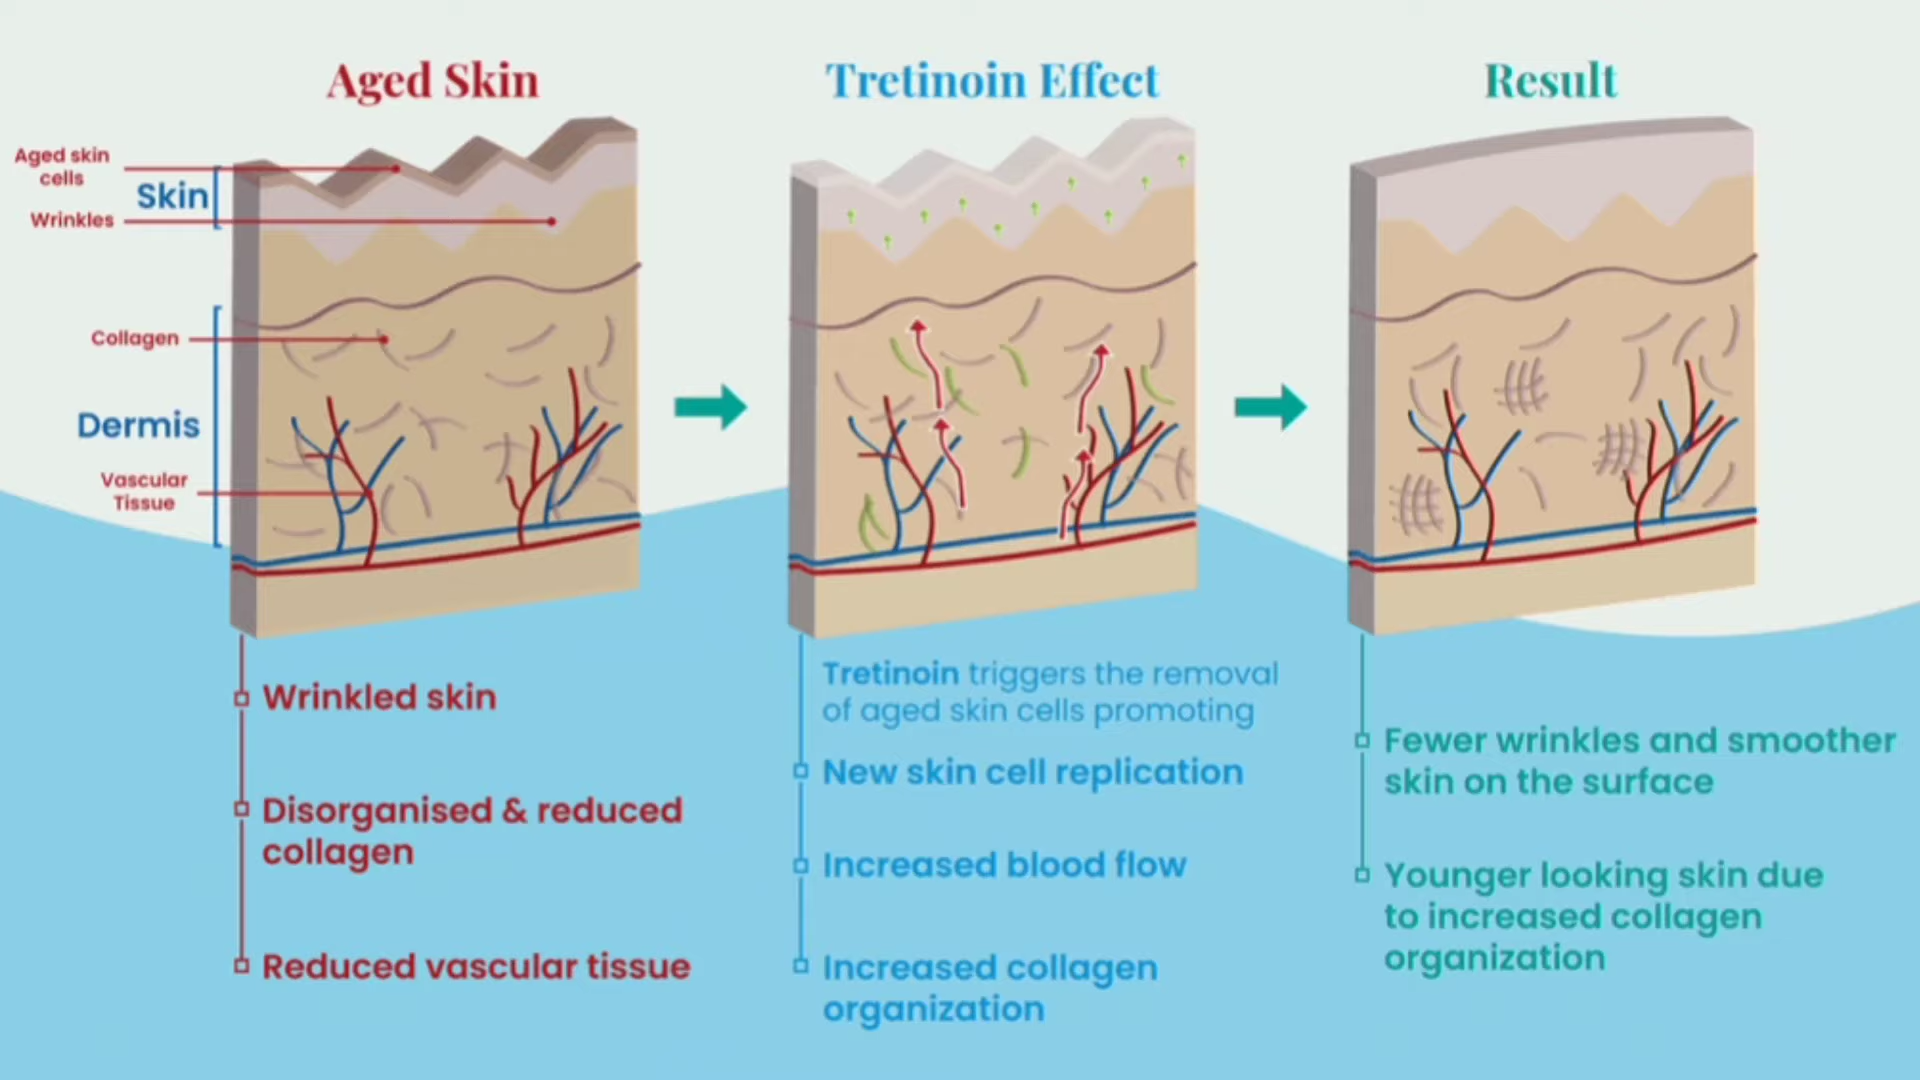 Aged Skin
Aged skin
cells
Skin
Wrinkles
Collagen
Dermis
Vascular
Tissue
Wrinkled skin
Disorganised & reduced
collagen
Reduced vascular tissue
Tretinoin Effect
Tretinoin triggers the removal
of aged skin cells promoting
New skin cell replication
Increased blood flow
Increased collagen
organization
Result
Fewer wrinkles and smoother
skin on the surface
Younger looking skin due
to increased collagen
organization